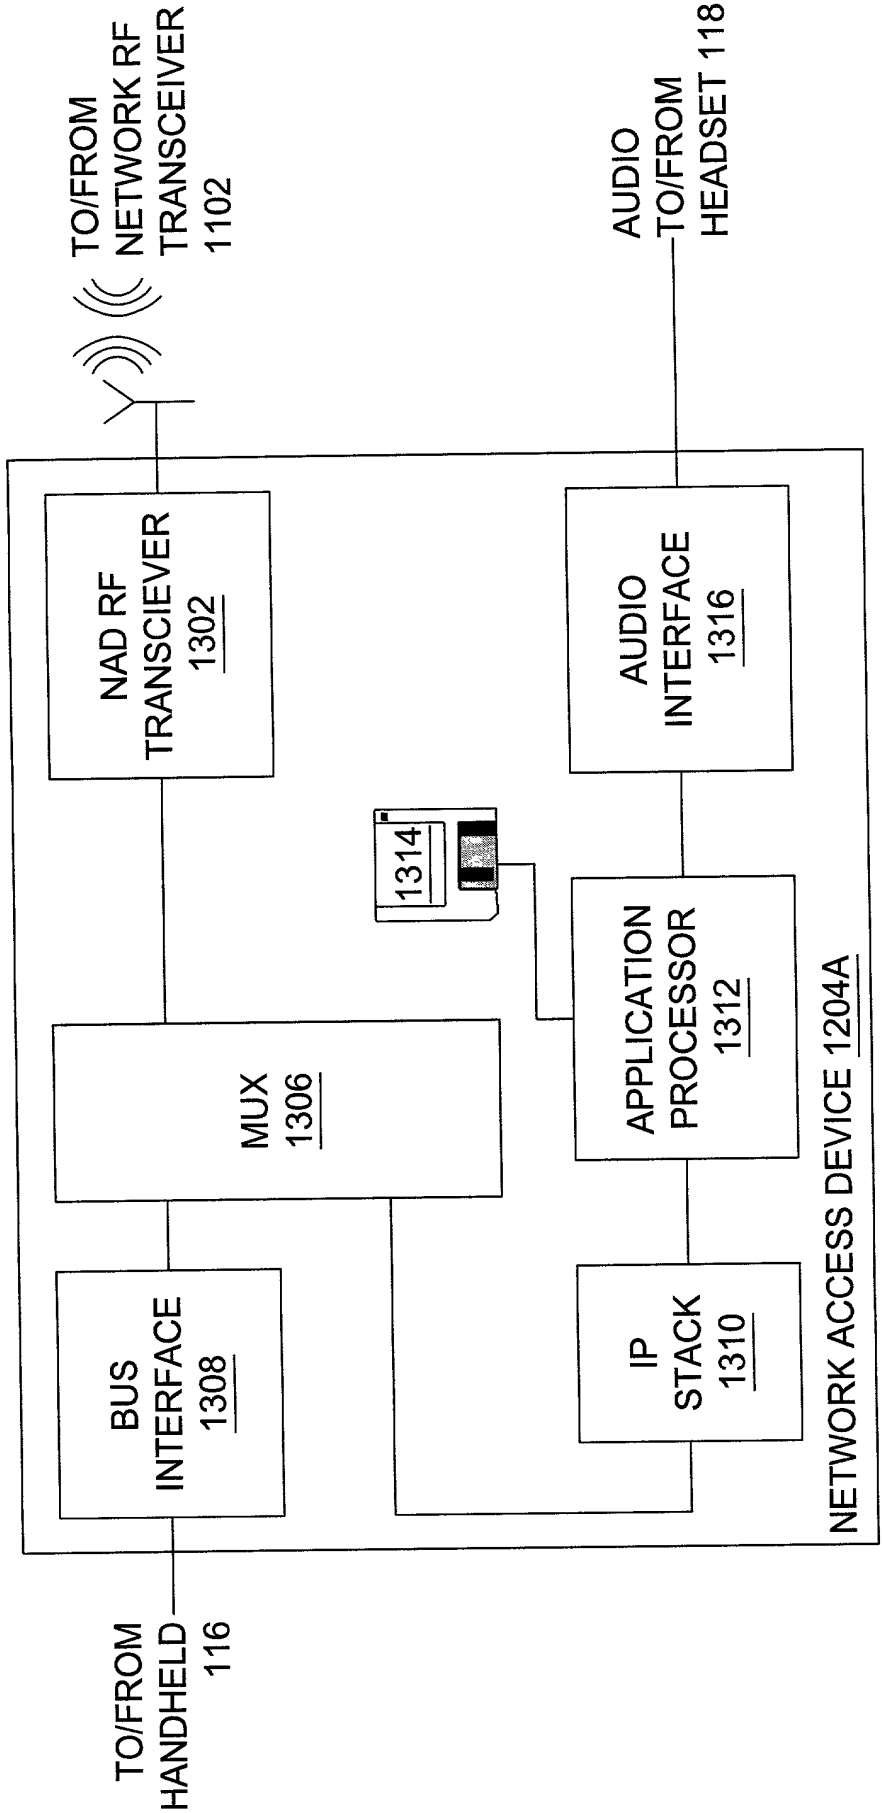 TO/FROM
HANDHELD
116
BUS
INTERFACE
1308
MUX
1306
NAD RF
TRANSCIEVER
1302
TO/FROM
NETWORK RF
TRANSCEIVER
1102
1314
IP
STACK
1310
APPLICATION
PROCESSOR
1312
AUDIO
INTERFACE
1316
AUDIO
TO/FROM
HEADSET 118
NETWORK ACCESS DEVICE 1204A